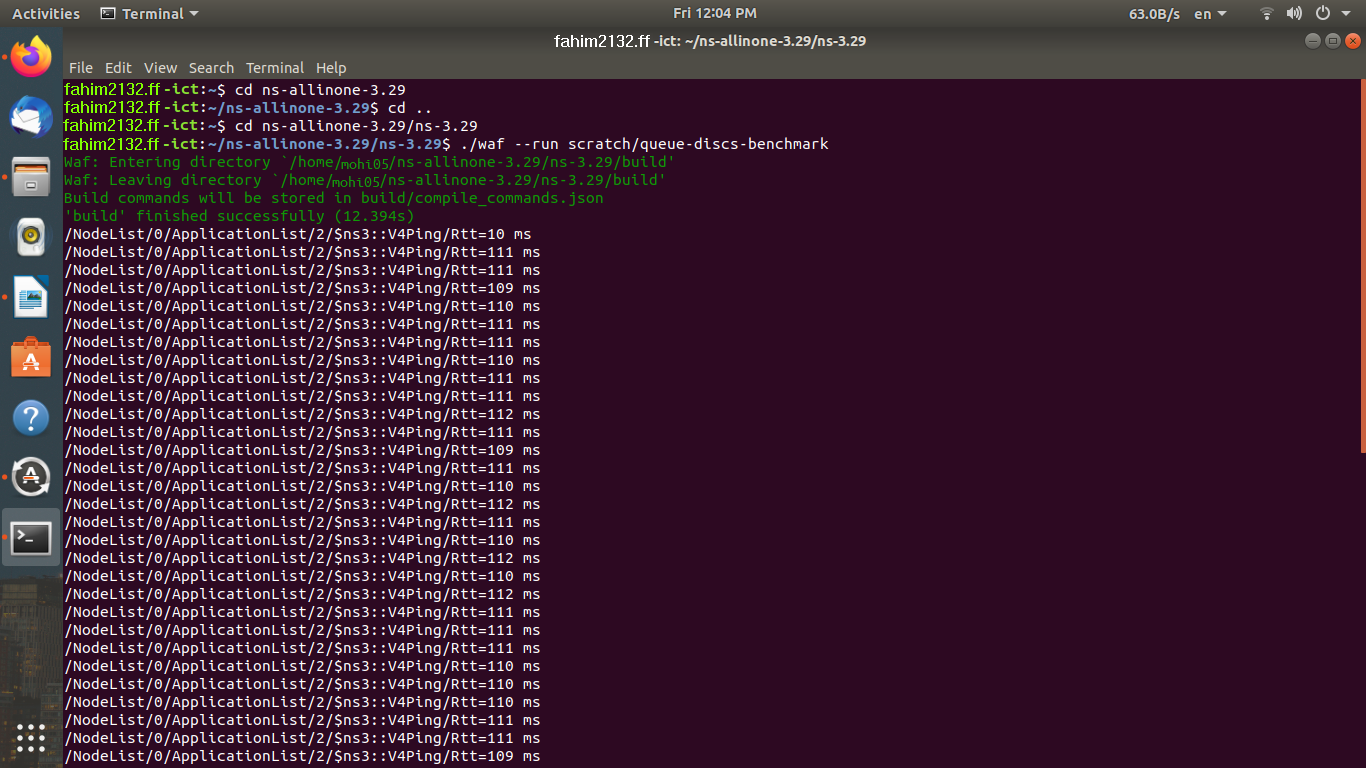 Activities Terminal Fri 12:04 PM 63.0B/s en
fahim2132.ff -ict: ~/ns-allinone-3.29/ns-3.29
File Edit View Search Terminal Help
fahim2132.ff -ict:~$ cd ns-allinone-3.29
fahim2132.ff -ict:~/ns-allinone-3.29$ cd ..
fahim2132.ff -ict:~$ cd ns-allinone-3.29/ns-3.29
fahim2132.ff -ict:~/ns-allinone-3.29/ns-3.29$ ./waf --run scratch/queue-discs-benchmark
Waf: Entering directory `/home/mohi05/ns-allinone-3.29/ns-3.29/build'
Waf: Leaving directory `/home/mohi05/ns-allinone-3.29/ns-3.29/build'
Build commands will be stored in build/compile_commands.json
'build' finished successfully (12.394s)
/NodeList/0/ApplicationList/2/$ns3::V4Ping/Rtt=10 ms
/NodeList/0/ApplicationList/2/$ns3::V4Ping/Rtt=111 ms
/NodeList/0/ApplicationList/2/$ns3::V4Ping/Rtt=111 ms
/NodeList/0/ApplicationList/2/$ns3::V4Ping/Rtt=109 ms
/NodeList/0/ApplicationList/2/$ns3::V4Ping/Rtt=110 ms
/NodeList/0/ApplicationList/2/$ns3::V4Ping/Rtt=111 ms
/NodeList/0/ApplicationList/2/$ns3::V4Ping/Rtt=111 ms
/NodeList/0/ApplicationList/2/$ns3::V4Ping/Rtt=110 ms
/NodeList/0/ApplicationList/2/$ns3::V4Ping/Rtt=111 ms
/NodeList/0/ApplicationList/2/$ns3::V4Ping/Rtt=111 ms
/NodeList/0/ApplicationList/2/$ns3::V4Ping/Rtt=112 ms
/NodeList/0/ApplicationList/2/$ns3::V4Ping/Rtt=111 ms
/NodeList/0/ApplicationList/2/$ns3::V4Ping/Rtt=109 ms
/NodeList/0/ApplicationList/2/$ns3::V4Ping/Rtt=111 ms
/NodeList/0/ApplicationList/2/$ns3::V4Ping/Rtt=110 ms
/NodeList/0/ApplicationList/2/$ns3::V4Ping/Rtt=112 ms
/NodeList/0/ApplicationList/2/$ns3::V4Ping/Rtt=111 ms
/NodeList/0/ApplicationList/2/$ns3::V4Ping/Rtt=110 ms
/NodeList/0/ApplicationList/2/$ns3::V4Ping/Rtt=112 ms
/NodeList/0/ApplicationList/2/$ns3::V4Ping/Rtt=110 ms
/NodeList/0/ApplicationList/2/$ns3::V4Ping/Rtt=112 ms
/NodeList/0/ApplicationList/2/$ns3::V4Ping/Rtt=111 ms
/NodeList/0/ApplicationList/2/$ns3::V4Ping/Rtt=111 ms
/NodeList/0/ApplicationList/2/$ns3::V4Ping/Rtt=111 ms
/NodeList/0/ApplicationList/2/$ns3::V4Ping/Rtt=110 ms
/NodeList/0/ApplicationList/2/$ns3::V4Ping/Rtt=110 ms
/NodeList/0/ApplicationList/2/$ns3::V4Ping/Rtt=110 ms
/NodeList/0/ApplicationList/2/$ns3::V4Ping/Rtt=111 ms
/NodeList/0/ApplicationList/2/$ns3::V4Ping/Rtt=111 ms
/NodeList/0/ApplicationList/2/$ns3::V4Ping/Rtt=109 ms